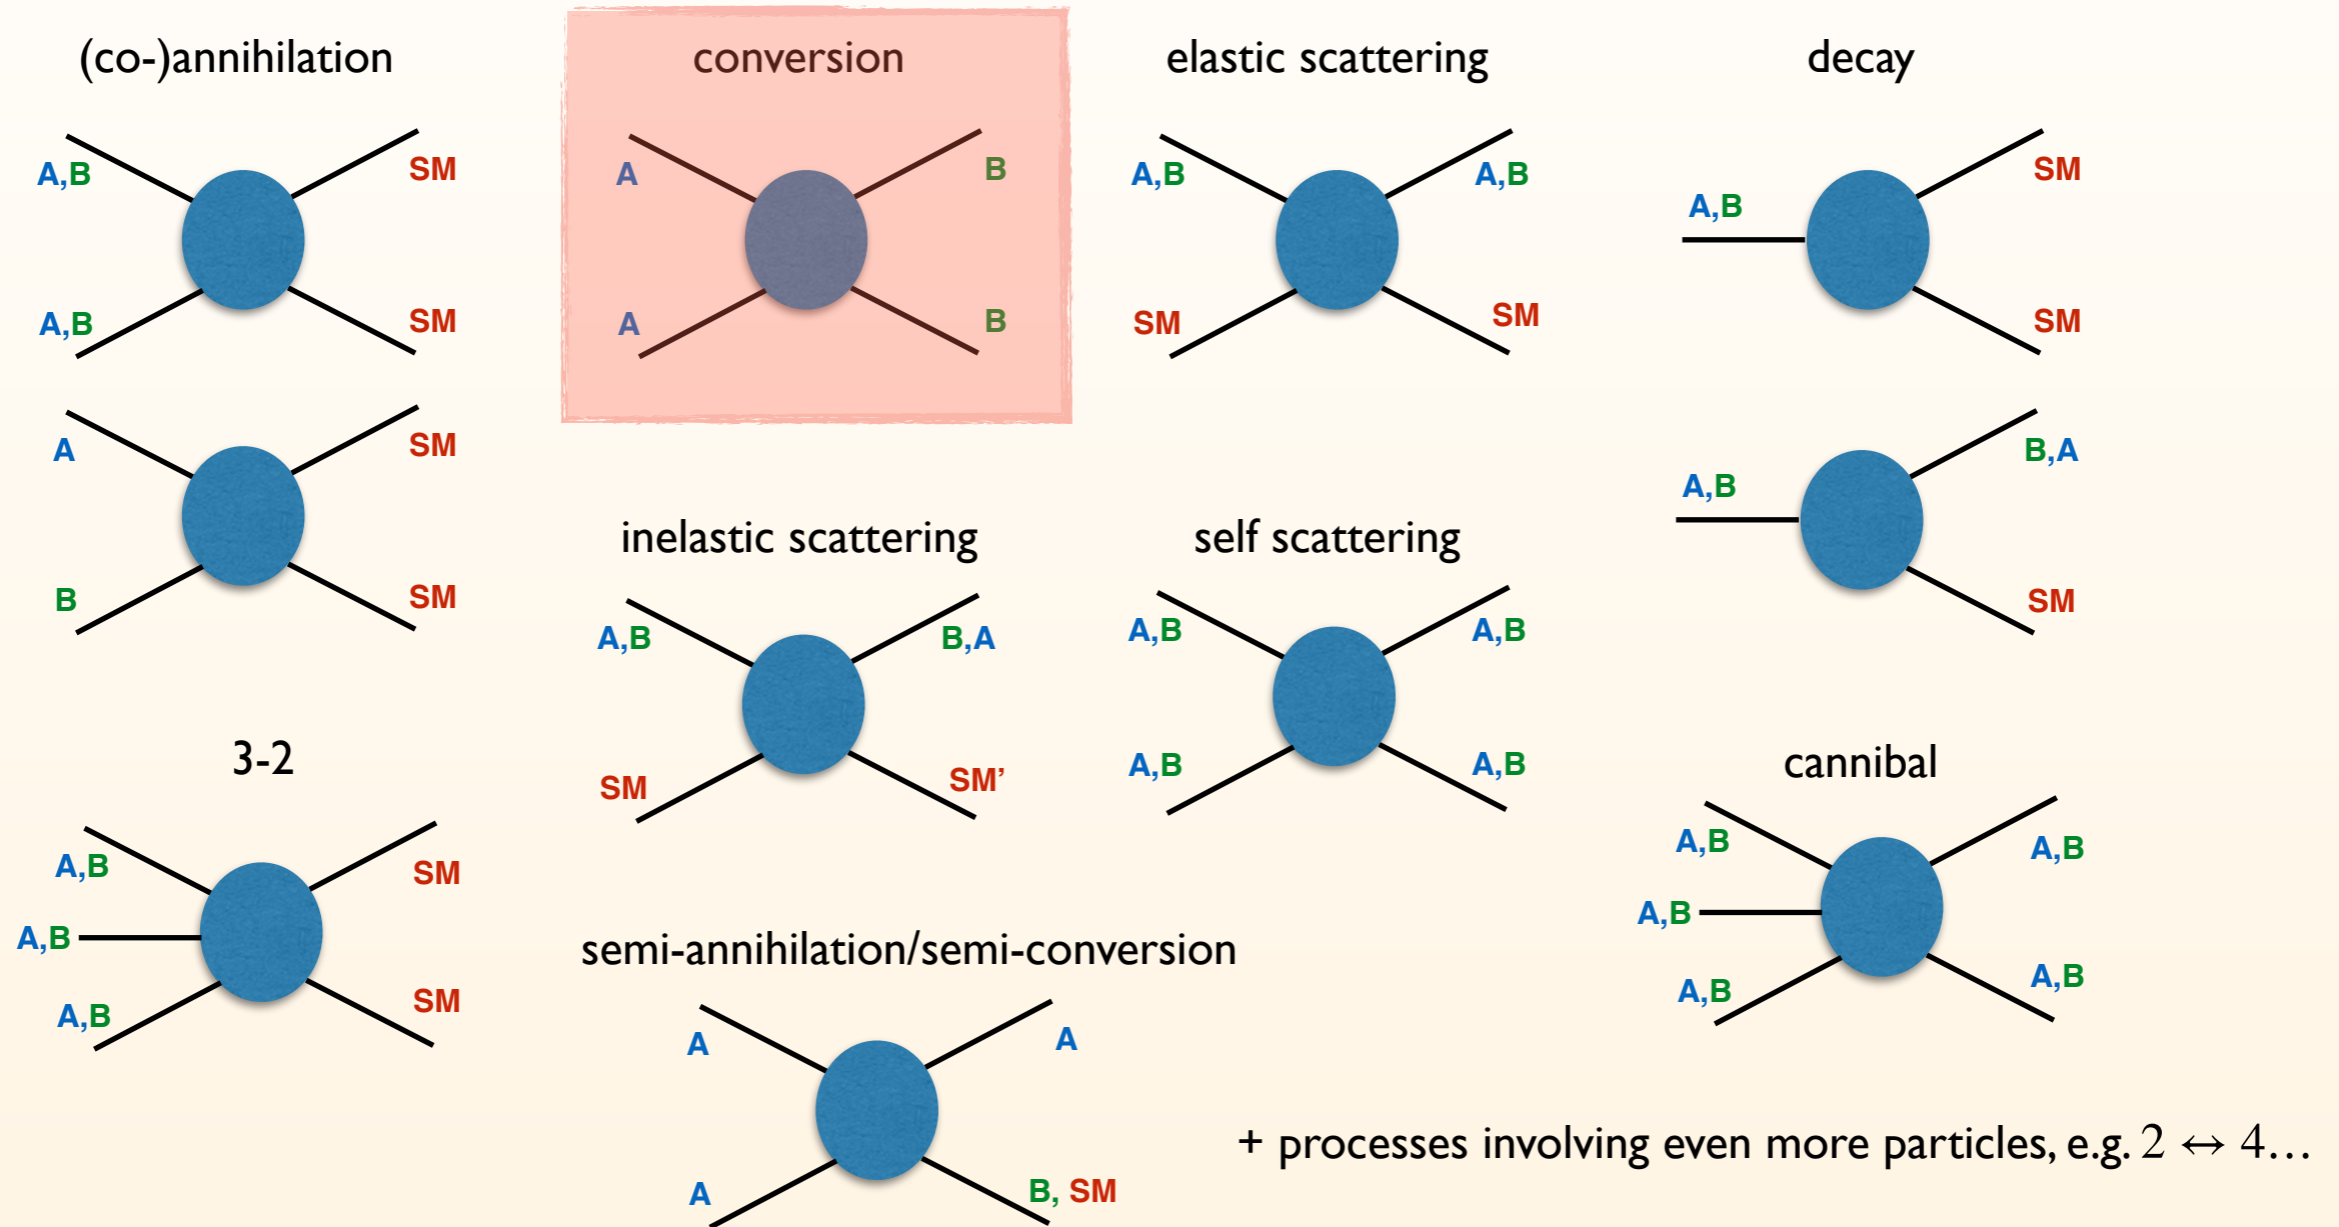 (co-)annihilation
conversion
elastic scattering
decay
A,B
SM
A,B
SM
A
B
A
B
A,B
A,B
SM
SM
A,B
SM
SM
A
SM
B
SM
A,B
B,A
SM
inelastic scattering
A,B
B,A
SM
SM’
self scattering
A,B
A,B
A,B
A,B
3-2
A,B
SM
A,B
A,B
SM
cannibal
A,B
A,B
A,B
A,B
A,B
semi-annihilation/semi-conversion
A
A
A
B, SM
+ processes involving even more particles, e.g. 2 ↔ 4…